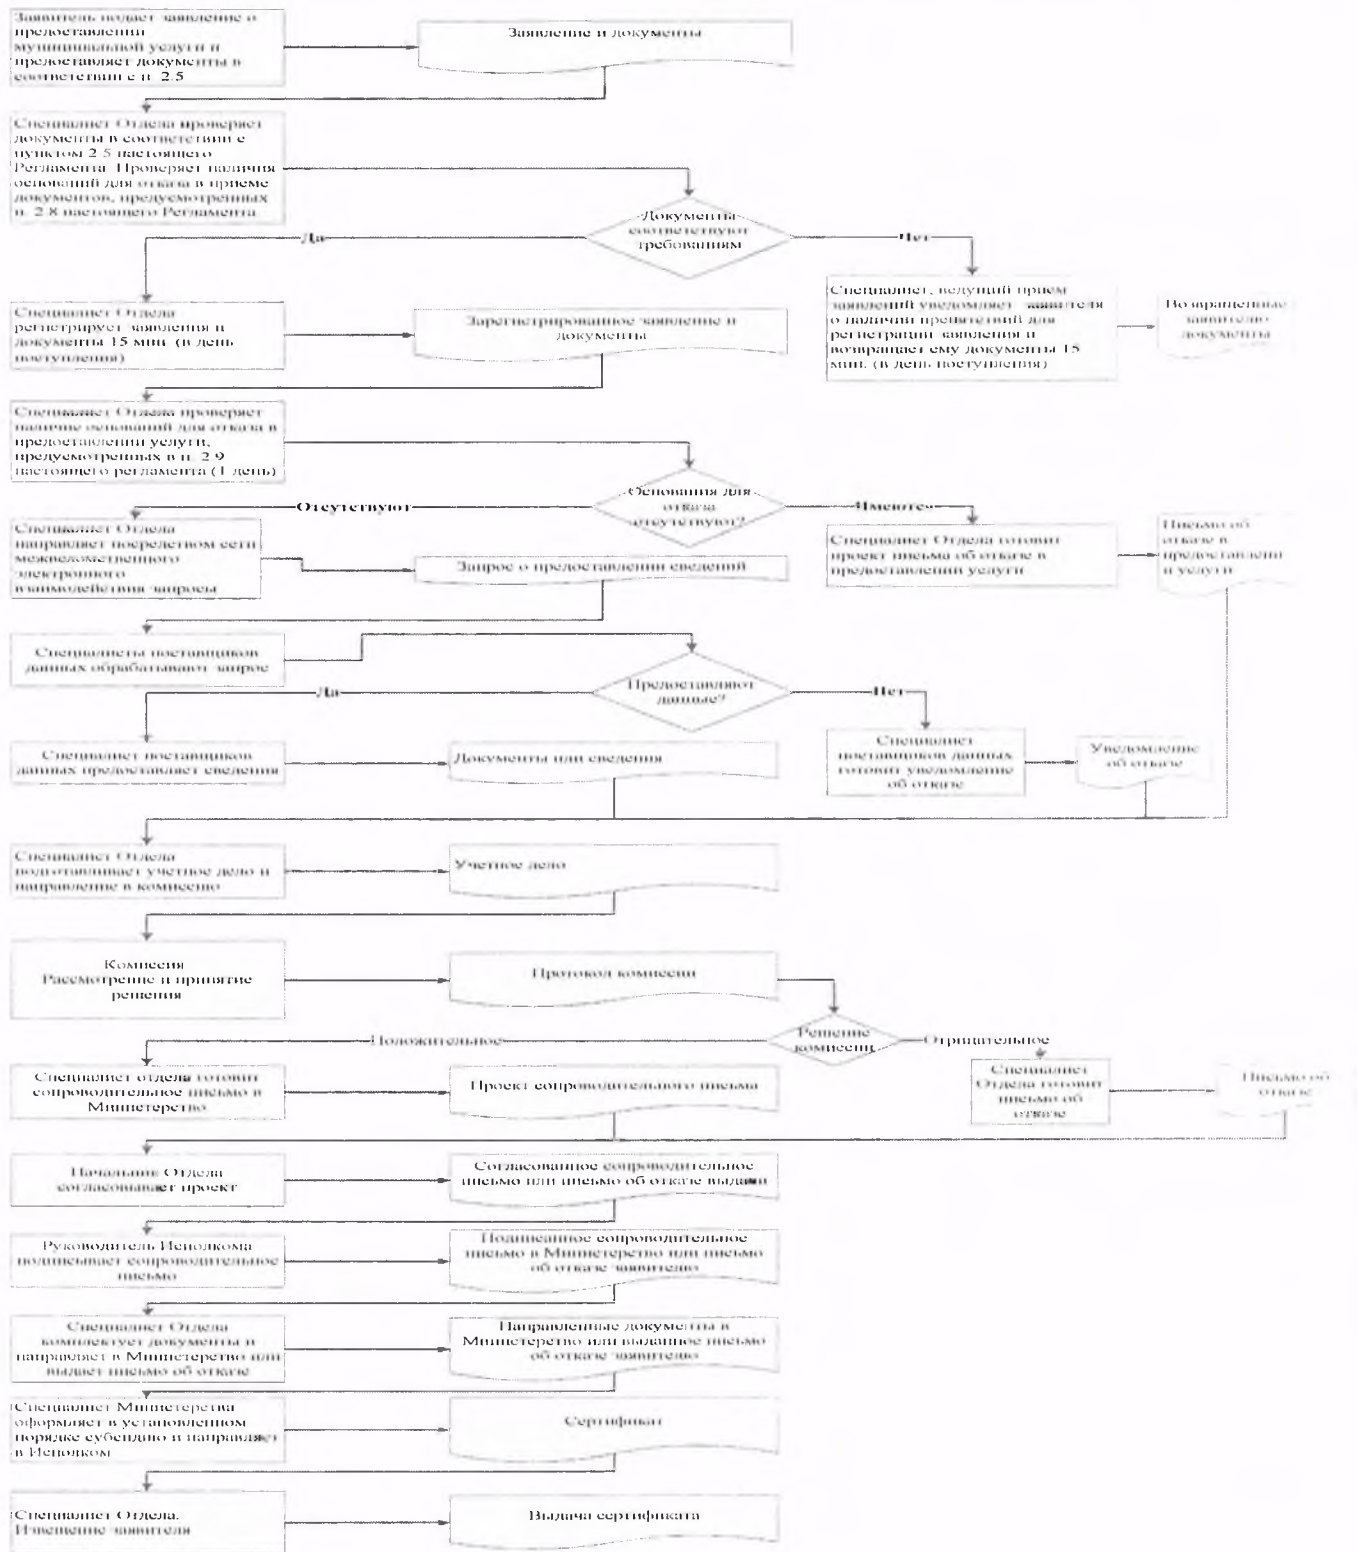 Заявитель подает заявление о
предоставлении
муниципальной услуги и
предоставляет документы в
соответствии с п. 2.5
Заявление и документы
Специалист Отдела проверяет
документы в соответствии с
пунктом 2.5 настоящего
Регламента. Проверяет наличия
оснований для отказа в приеме
документов, предусмотренных
п. 2.8 настоящего Регламента
Документы
соответствуют
требованиям
Да
Нет
Специалист Отдела
регистрирует заявления и
документы 15 мин. (в день
поступления)
Зарегистрированное заявление и
документы
Специалист, ведущий прием
заявлений уведомляет заявителя
о наличии препятствий для
регистрации заявления и
возвращает ему документы 15
мин. (в день поступления)
Возвращенные
заявителю
документы
Специалист Отдела проверяет
наличие оснований для отказа в
предоставлении услуги,
предусмотренных в п. 2.9
настоящего регламента (1 день)
Основания для
отказа
отсутствуют?
Отсутствуют
Имеются
Специалист Отдела
направляет посредством сети
межведомственного
электронного
взаимодействия запросы
Запрос о предоставлении сведений
Специалист Отдела готовит
проект письма об отказе в
предоставлении услуги
Письмо об
отказе в
предоставлени
и услуги
Специалисты поставщиков
данных обрабатывают запрос
Предоставляют
данные?
Да
Нет
Специалист поставщиков
данных предоставляет сведения
Документы или сведения
Специалист
поставщиков данных
готовит уведомление
об отказе
Уведомление
об отказе
Специалист Отдела
подготавливает учетное дело и
направление в комиссию
Учетное дело
Комиссия
Рассмотрение и принятие
решения
Протокол комиссии
Решение
комиссии
Положительное
Отрицательное
Специалист отдела готовит
сопроводительное письмо в
Министерство
Проект сопроводительного письма
Специалист
Отдела готовит
письмо об
отказе
Письмо об
отказе
Начальник Отдела
согласовывает проект
Согласованное сопроводительное
письмо или письмо об отказе выдачи
Руководитель Исполкома
подписывает сопроводительное
письмо
Подписанное сопроводительное
письмо в Министерство или письмо
об отказе заявителю
Специалист Отдела
комплектует документы и
направляет в Министерство или
выдает письмо об отказе
Направленные документы в
Министерство или выданное письмо
об отказе заявителю
Специалист Министерства
оформляет в установленном
порядке субсидию и направляет
в Исполком
Сертификат
Специалист Отдела.
Извещение заявителя
Выдача сертификата